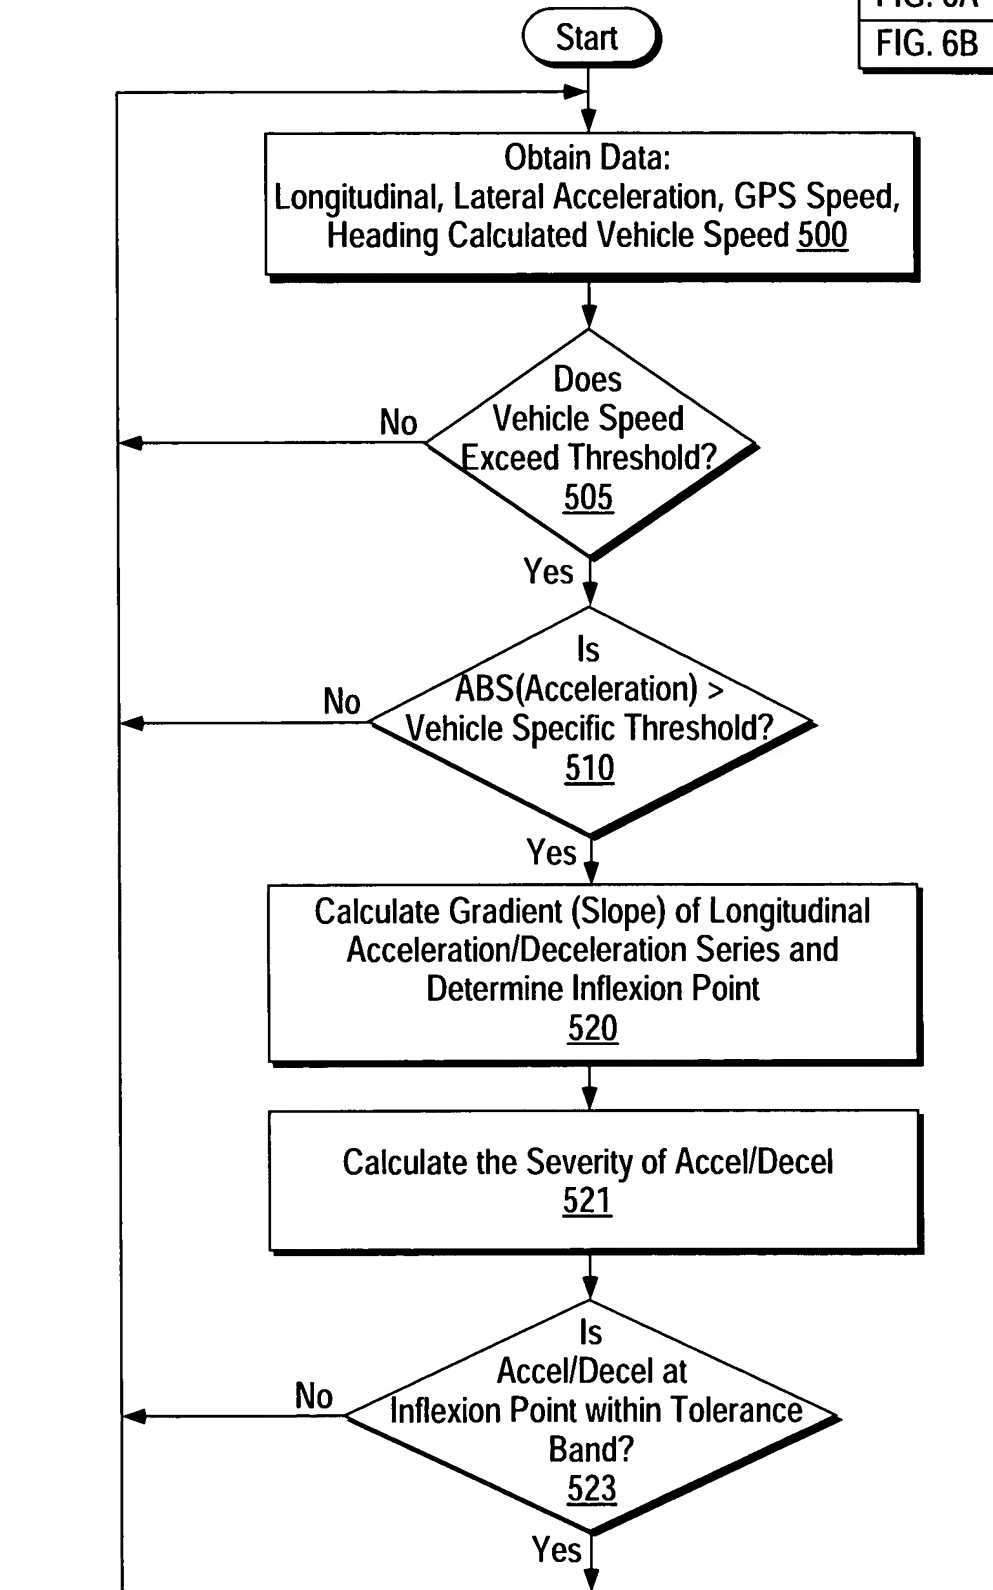 Start
FIG. 6B
Obtain Data:
Longitudinal, Lateral Acceleration, GPS Speed,
Heading Calculated Vehicle Speed 500
Does
Vehicle Speed
Exceed Threshold?
505
No
Yes
Is
ABS(Acceleration) >
Vehicle Specific Threshold?
510
No
Yes
Calculate Gradient (Slope) of Longitudinal
Acceleration/Deceleration Series and
Determine Inflexion Point
520
Calculate the Severity of Accel/Decel
521
Is
Accel/Decel at
Inflexion Point within Tolerance
Band?
523
No
Yes